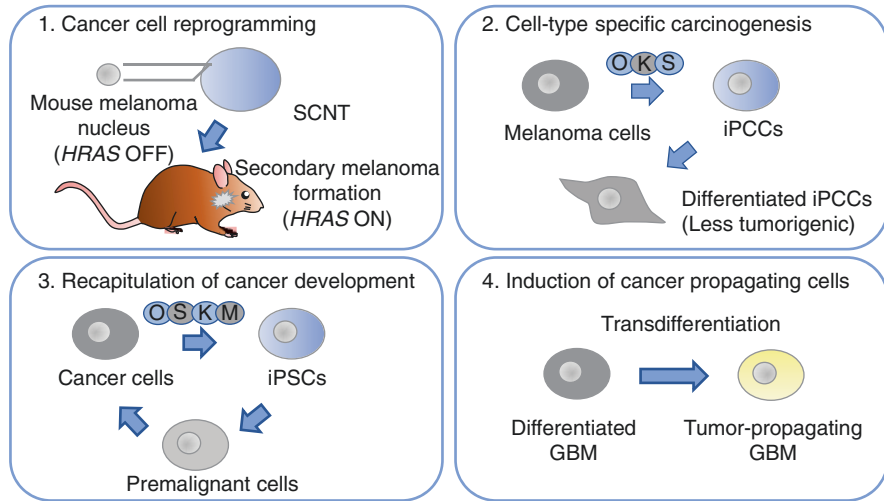 1. Cancer cell reprogramming
Mouse melanoma
nucleus
(HRAS OFF)
SCNT
Secondary melanoma
formation
(HRAS ON)
2. Cell-type specific carcinogenesis
O K S
Melanoma cells
iPCCs
Differentiated iPCCs
(Less tumorigenic)
3. Recapitulation of cancer development
O S K M
Cancer cells
iPSCs
Premalignant cells
4. Induction of cancer propagating cells
Transdifferentiation
Differentiated
GBM
Tumor-propagating
GBM